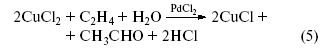 2CuCl₂ + C₂H₄ + H₂O —PdCl₂→ 2CuCl +
+ CH₃CHO + 2HCl (5)